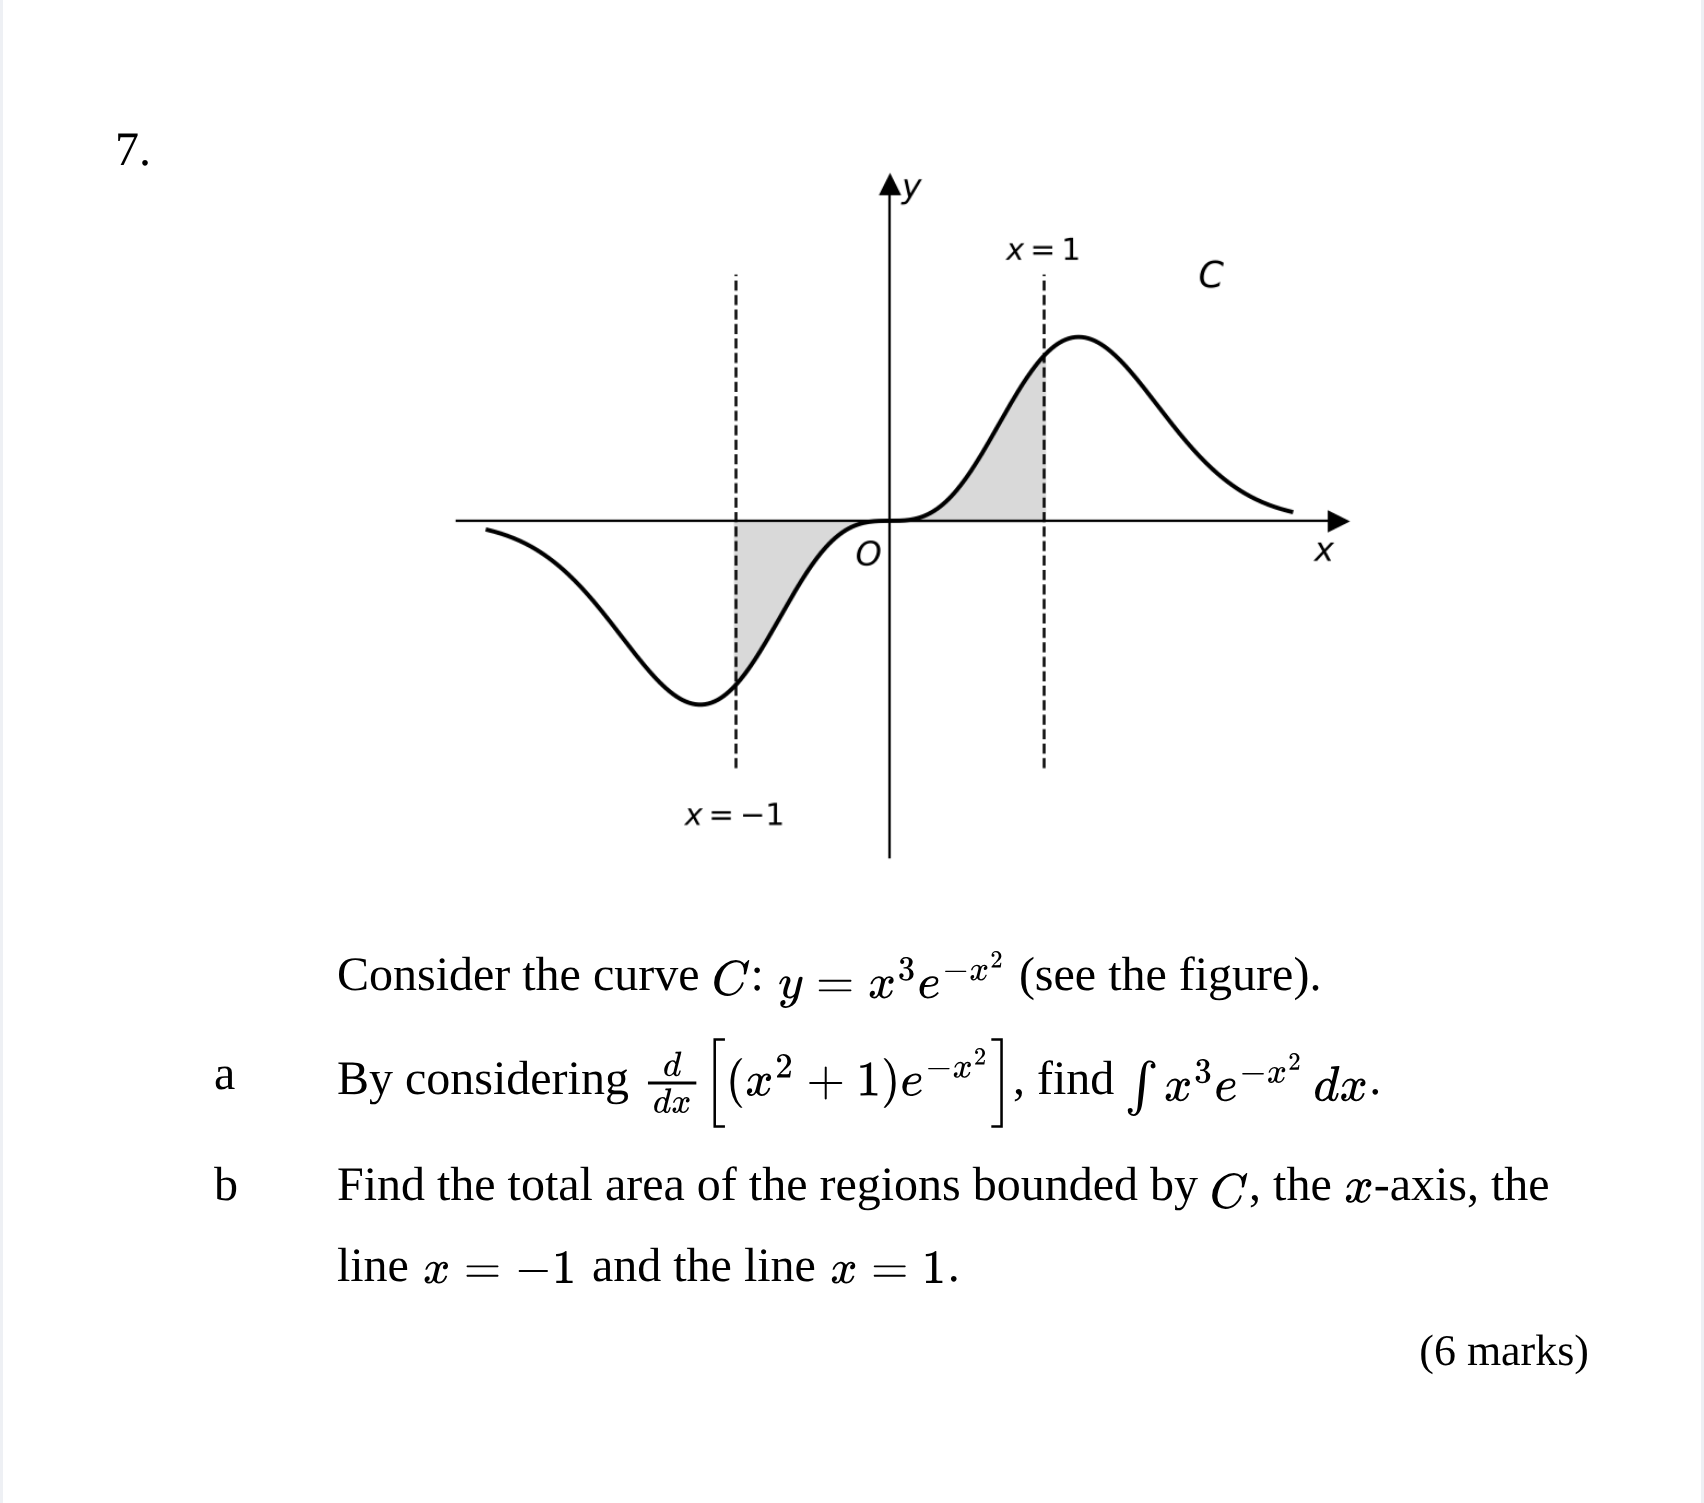 7.
y
x = 1
C
O
x
x = −1
Consider the curve C: y = x³e^{−x²} (see the figure).
a By considering \frac{d}{dx}[(x² + 1)e^{−x²}], find ∫ x³e^{−x²} dx.
b Find the total area of the regions bounded by C, the x-axis, the
line x = −1 and the line x = 1.
(6 marks)